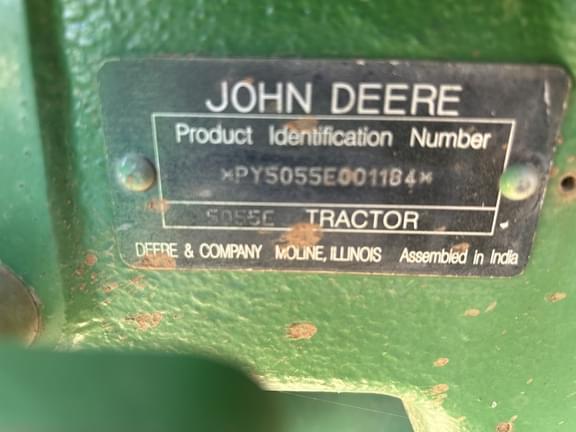 JOHN DEERE
Product Identification Number
*PY5055E001184*
5055E TRACTOR
DEERE & COMPANY MOLINE, ILLINOIS Assembled in India